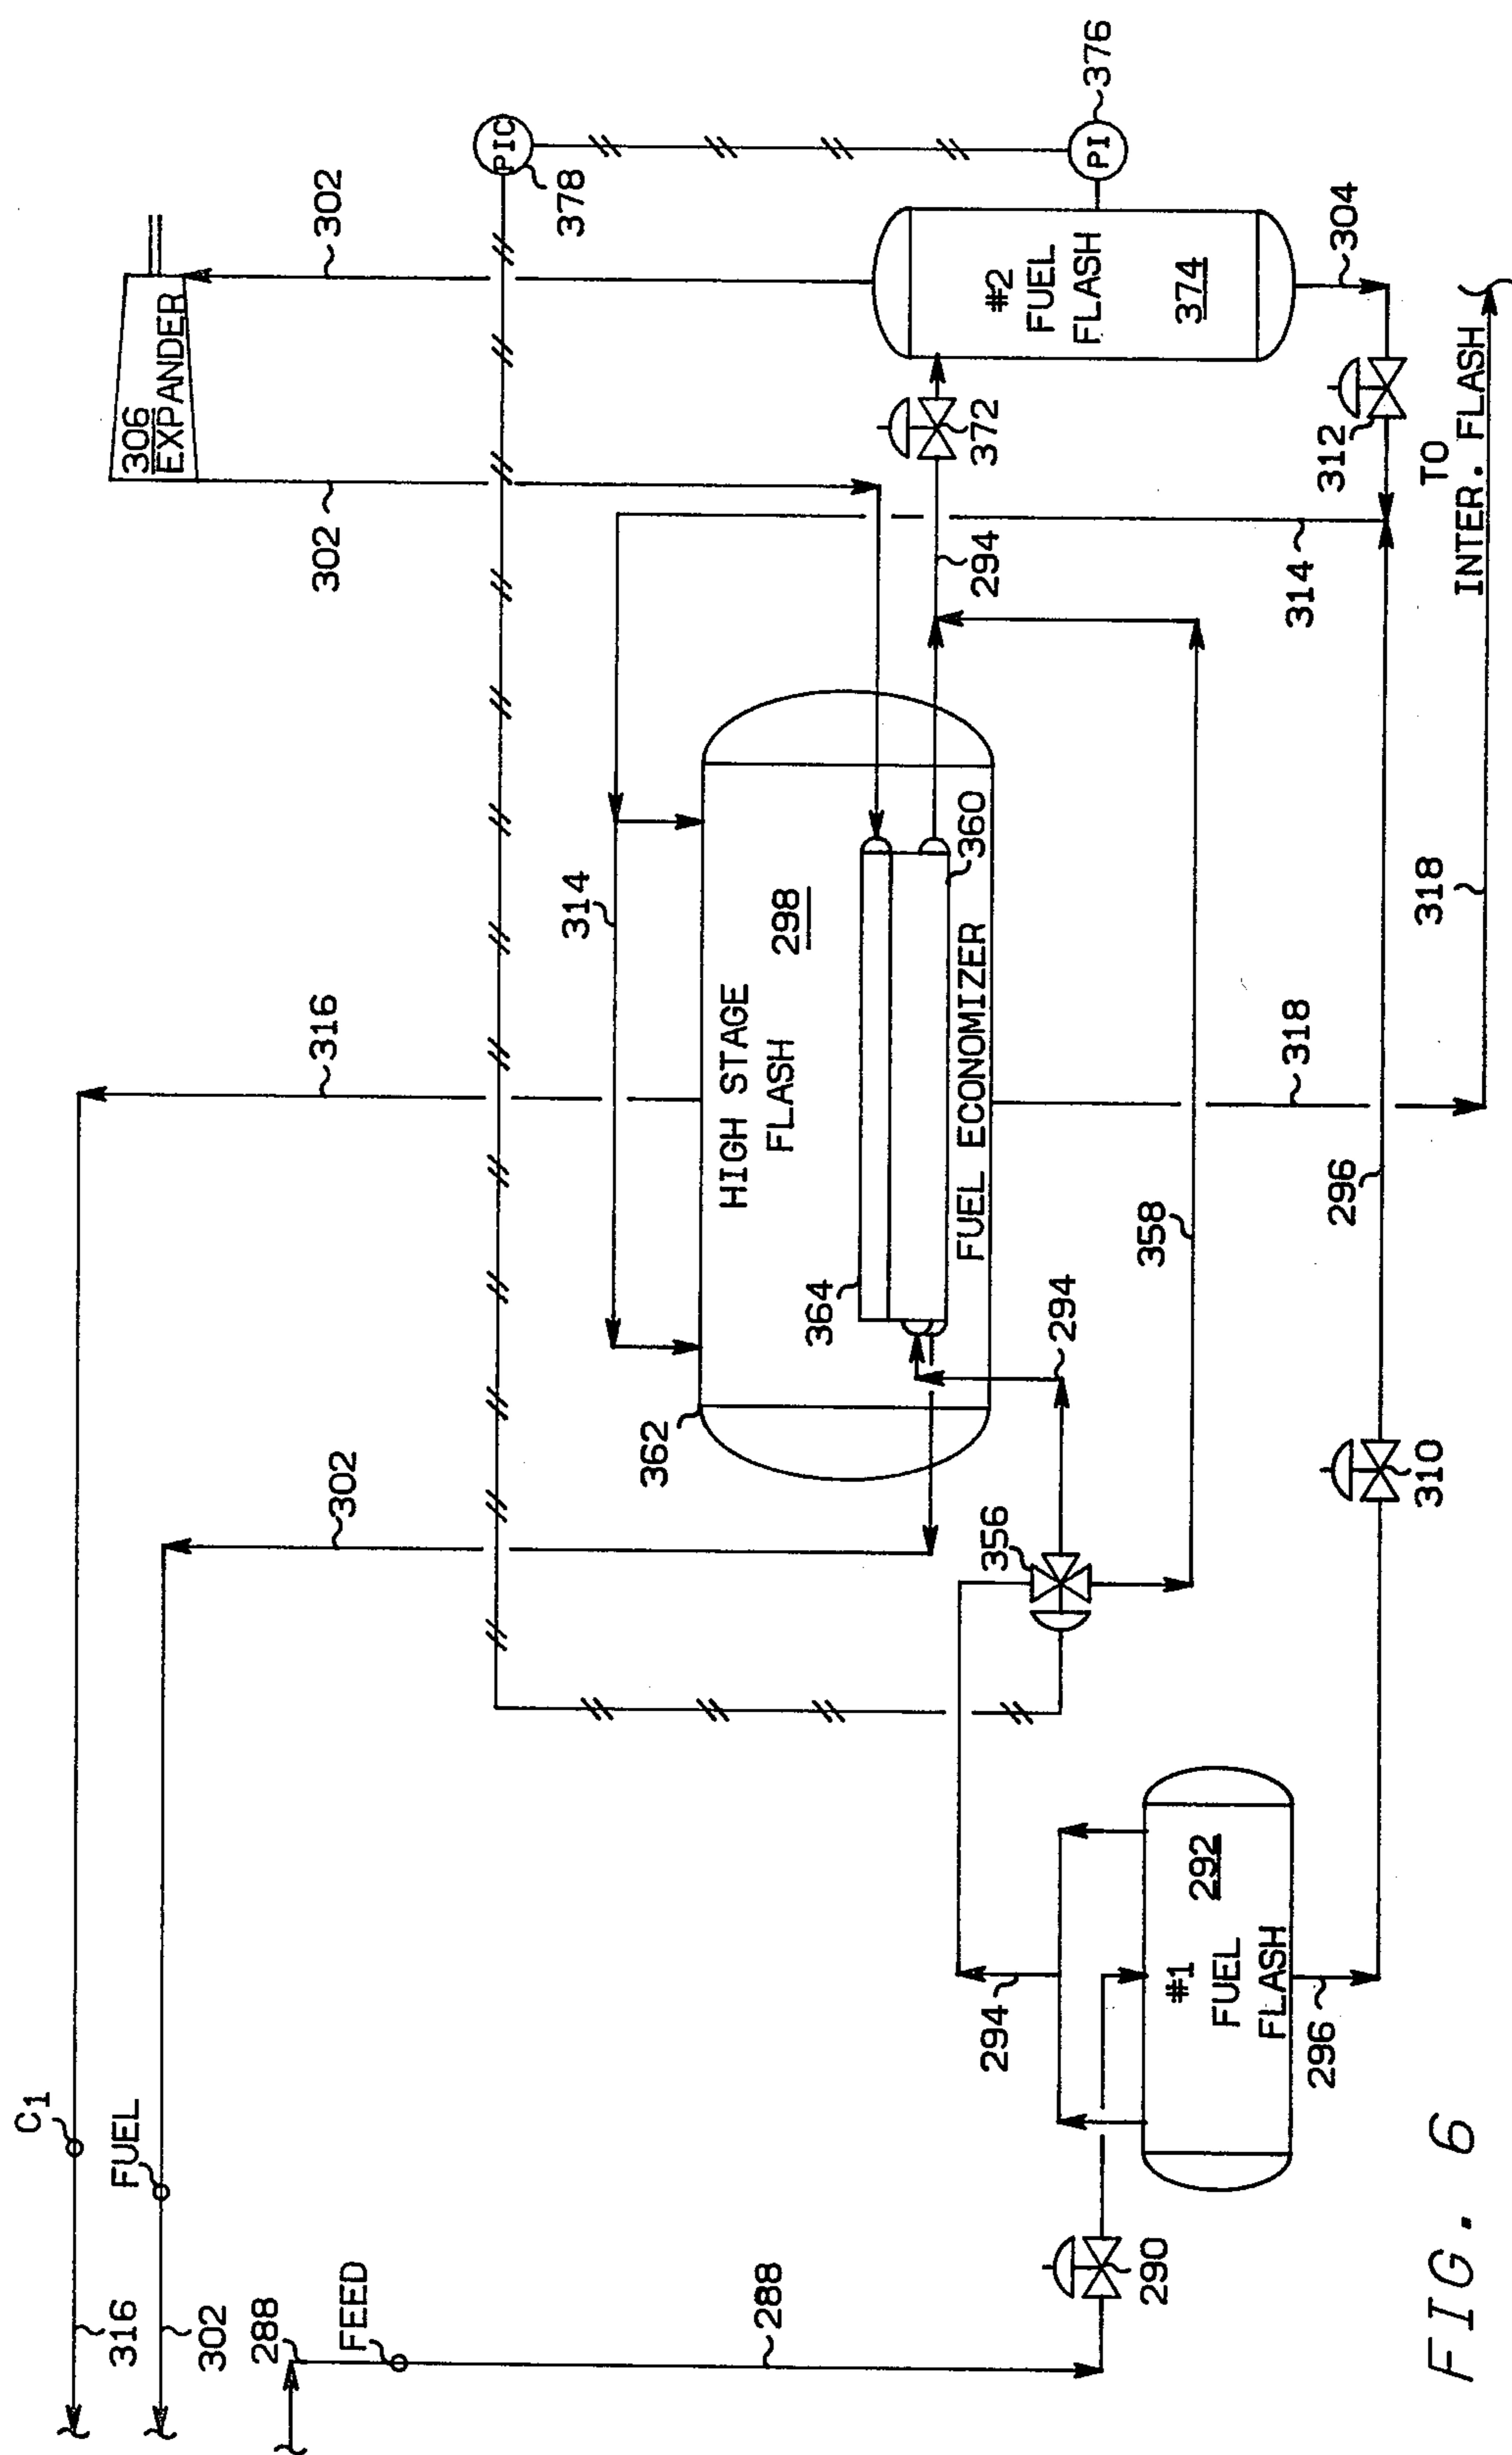 C1
316
FUEL
302
288
FEED
288
290
294
#1
FUEL
FLASH
292
296
302
316
362
356
364
294
358
310
296
314
HIGH STAGE
FLASH
298
FUEL ECONOMIZER
360
318
318
302
306
EXPANDER
302
PIC
378
294
372
314
312
TO
INTER. FLASH
#2
FUEL
FLASH
374
304
PI
376
FIG. 6